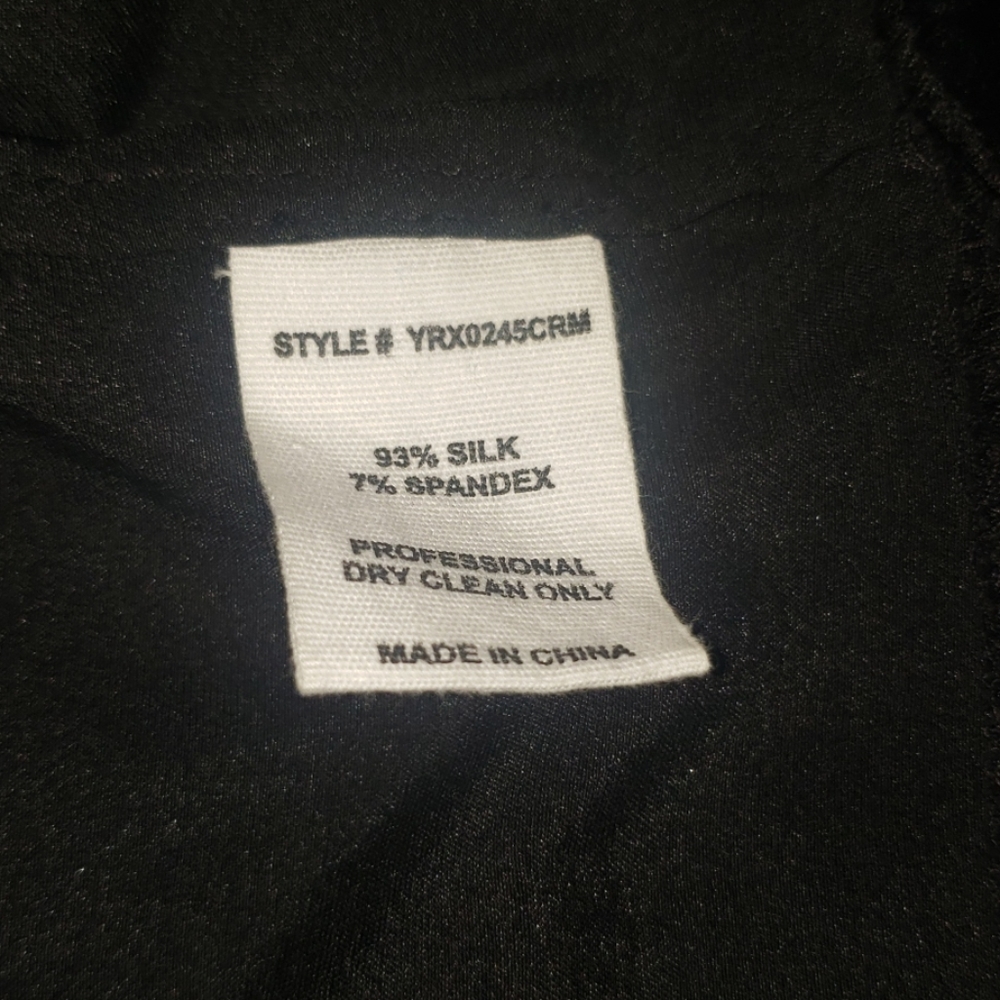 STYLE # YRX0245CRM
93% SILK
7% SPANDEX
PROFESSIONAL
DRY CLEAN ONLY
MADE IN CHINA